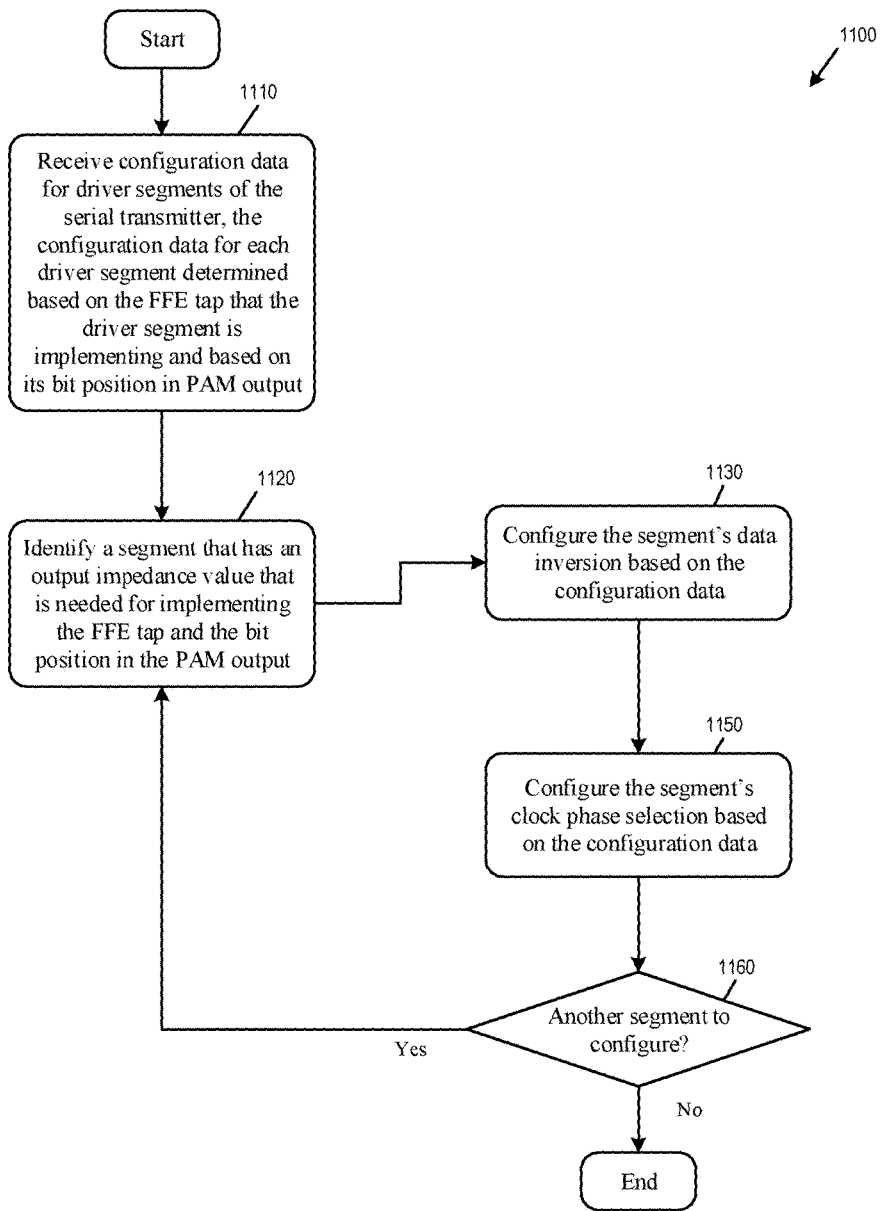 Start
1100
1110
Receive configuration data
for driver segments of the
serial transmitter, the
configuration data for each
driver segment determined
based on the FFE tap that the
driver segment is
implementing and based on
its bit position in PAM output
1120
Identify a segment that has an
output impedance value that
is needed for implementing
the FFE tap and the bit
position in the PAM output
1130
Configure the segment's data
inversion based on the
configuration data
1150
Configure the segment's
clock phase selection based
on the configuration data
1160
Another segment to
configure?
Yes
No
End